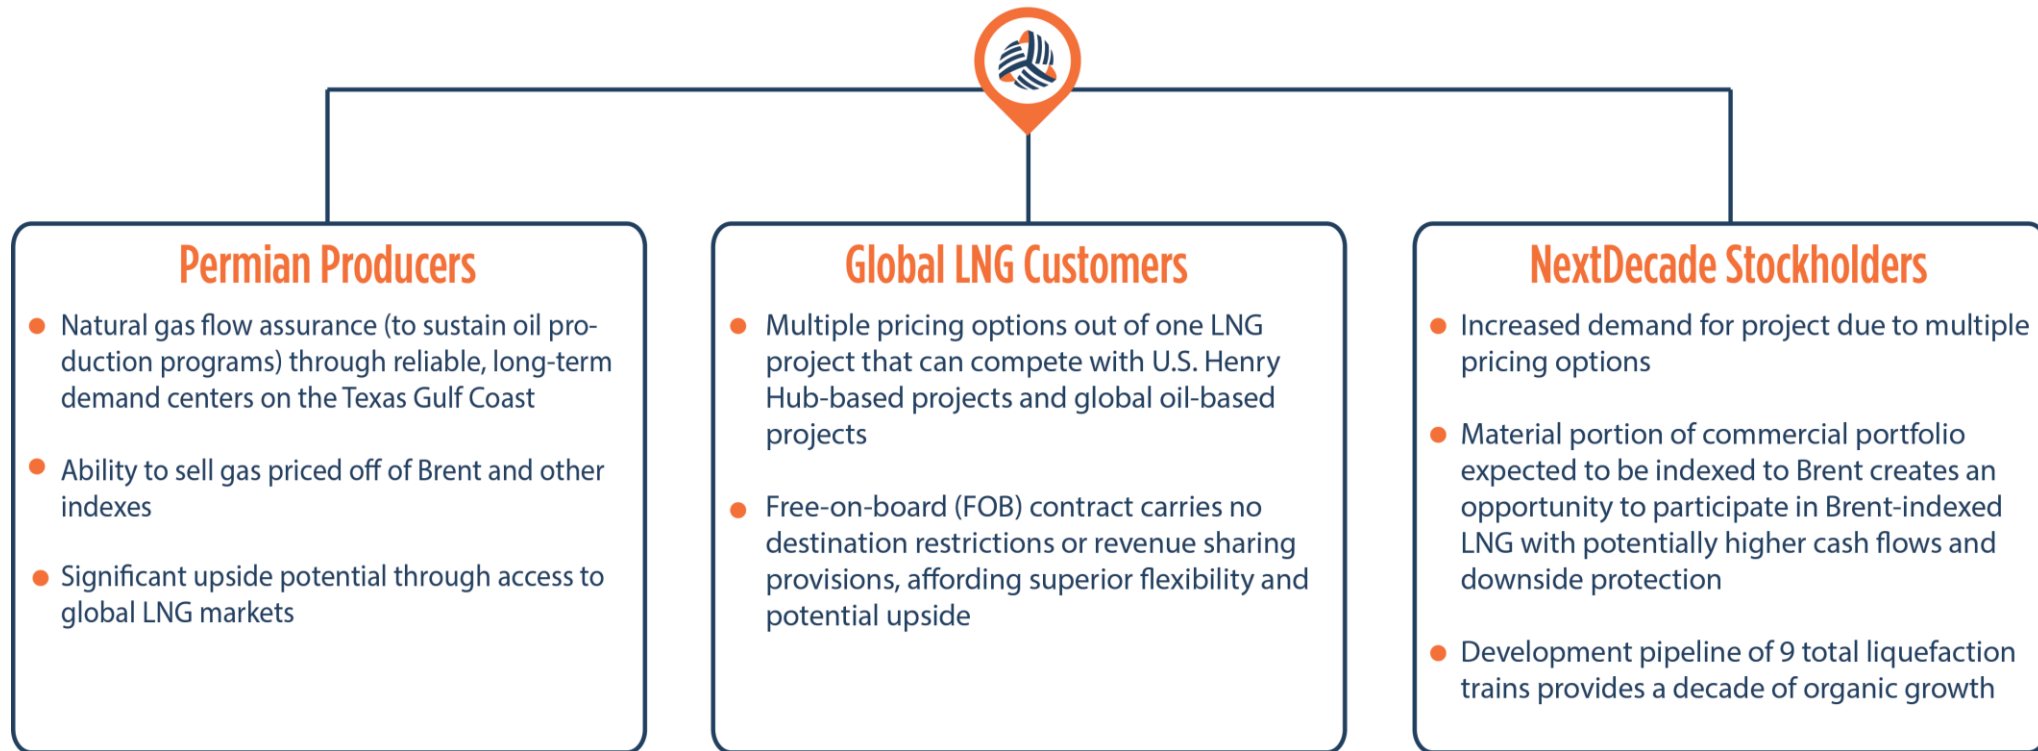 Permian Producers
Natural gas flow assurance (to sustain oil pro-
duction programs) through reliable, long-term
demand centers on the Texas Gulf Coast
Ability to sell gas priced off of Brent and other
indexes
Significant upside potential through access to
global LNG markets
Global LNG Customers
Multiple pricing options out of one LNG
project that can compete with U.S. Henry
Hub-based projects and global oil-based
projects
Free-on-board (FOB) contract carries no
destination restrictions or revenue sharing
provisions, affording superior flexibility and
potential upside
NextDecade Stockholders
Increased demand for project due to multiple
pricing options
Material portion of commercial portfolio
expected to be indexed to Brent creates an
opportunity to participate in Brent-indexed
LNG with potentially higher cash flows and
downside protection
Development pipeline of 9 total liquefaction
trains provides a decade of organic growth